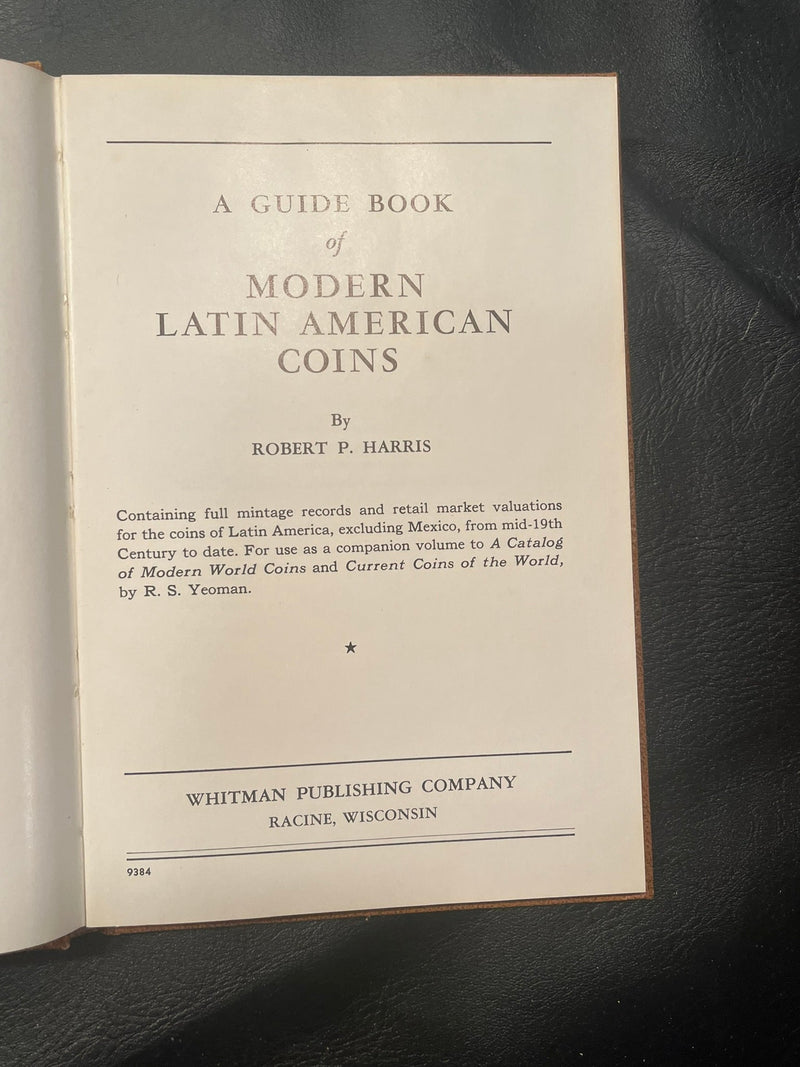 A GUIDE BOOK
of
MODERN
LATIN AMERICAN
COINS
By
ROBERT P. HARRIS
Containing full mintage records and retail market valuations
for the coins of Latin America, excluding Mexico, from mid-19th
Century to date. For use as a companion volume to A Catalog
of Modern World Coins and Current Coins of the World,
by R. S. Yeoman.
★
WHITMAN PUBLISHING COMPANY
RACINE, WISCONSIN
9384